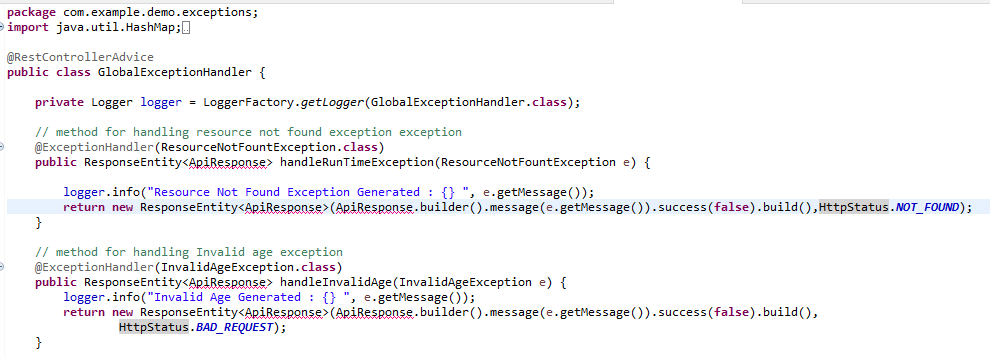 package com.example.demo.exceptions;
import java.util.HashMap;
@RestControllerAdvice
public class GlobalExceptionHandler {
private Logger logger = LoggerFactory.getLogger(GlobalExceptionHandler.class);
// method for handling resource not found exception exception
@ExceptionHandler(ResourceNotFountException.class)
public ResponseEntity<ApiResponse> handleRunTimeException(ResourceNotFountException e) {
logger.info("Resource Not Found Exception Generated : {} ", e.getMessage());
return new ResponseEntity<ApiResponse>(ApiResponse.builder().message(e.getMessage()).success(false).build(),HttpStatus.NOT_FOUND);
}
// method for handling Invalid age exception
@ExceptionHandler(InvalidAgeException.class)
public ResponseEntity<ApiResponse> handleInvalidAge(InvalidAgeException e) {
logger.info("Invalid Age Generated : {} ", e.getMessage());
return new ResponseEntity<ApiResponse>(ApiResponse.builder().message(e.getMessage()).success(false).build(),
HttpStatus.BAD_REQUEST);
}